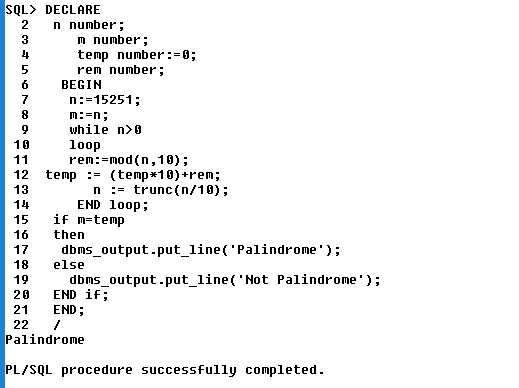 SQL> DECLARE
2 n number;
3 m number;
4 temp number:=0;
5 rem number;
6 BEGIN
7 n:=15251;
8 m:=n;
9 while n>0
10 loop
11 rem:=mod(n,10);
12 temp := (temp*10)+rem;
13 n := trunc(n/10);
14 END loop;
15 if m=temp
16 then
17 dbms_output.put_line('Palindrome');
18 else
19 dbms_output.put_line('Not Palindrome');
20 END if;
21 END;
22 /
Palindrome
PL/SQL procedure successfully completed.